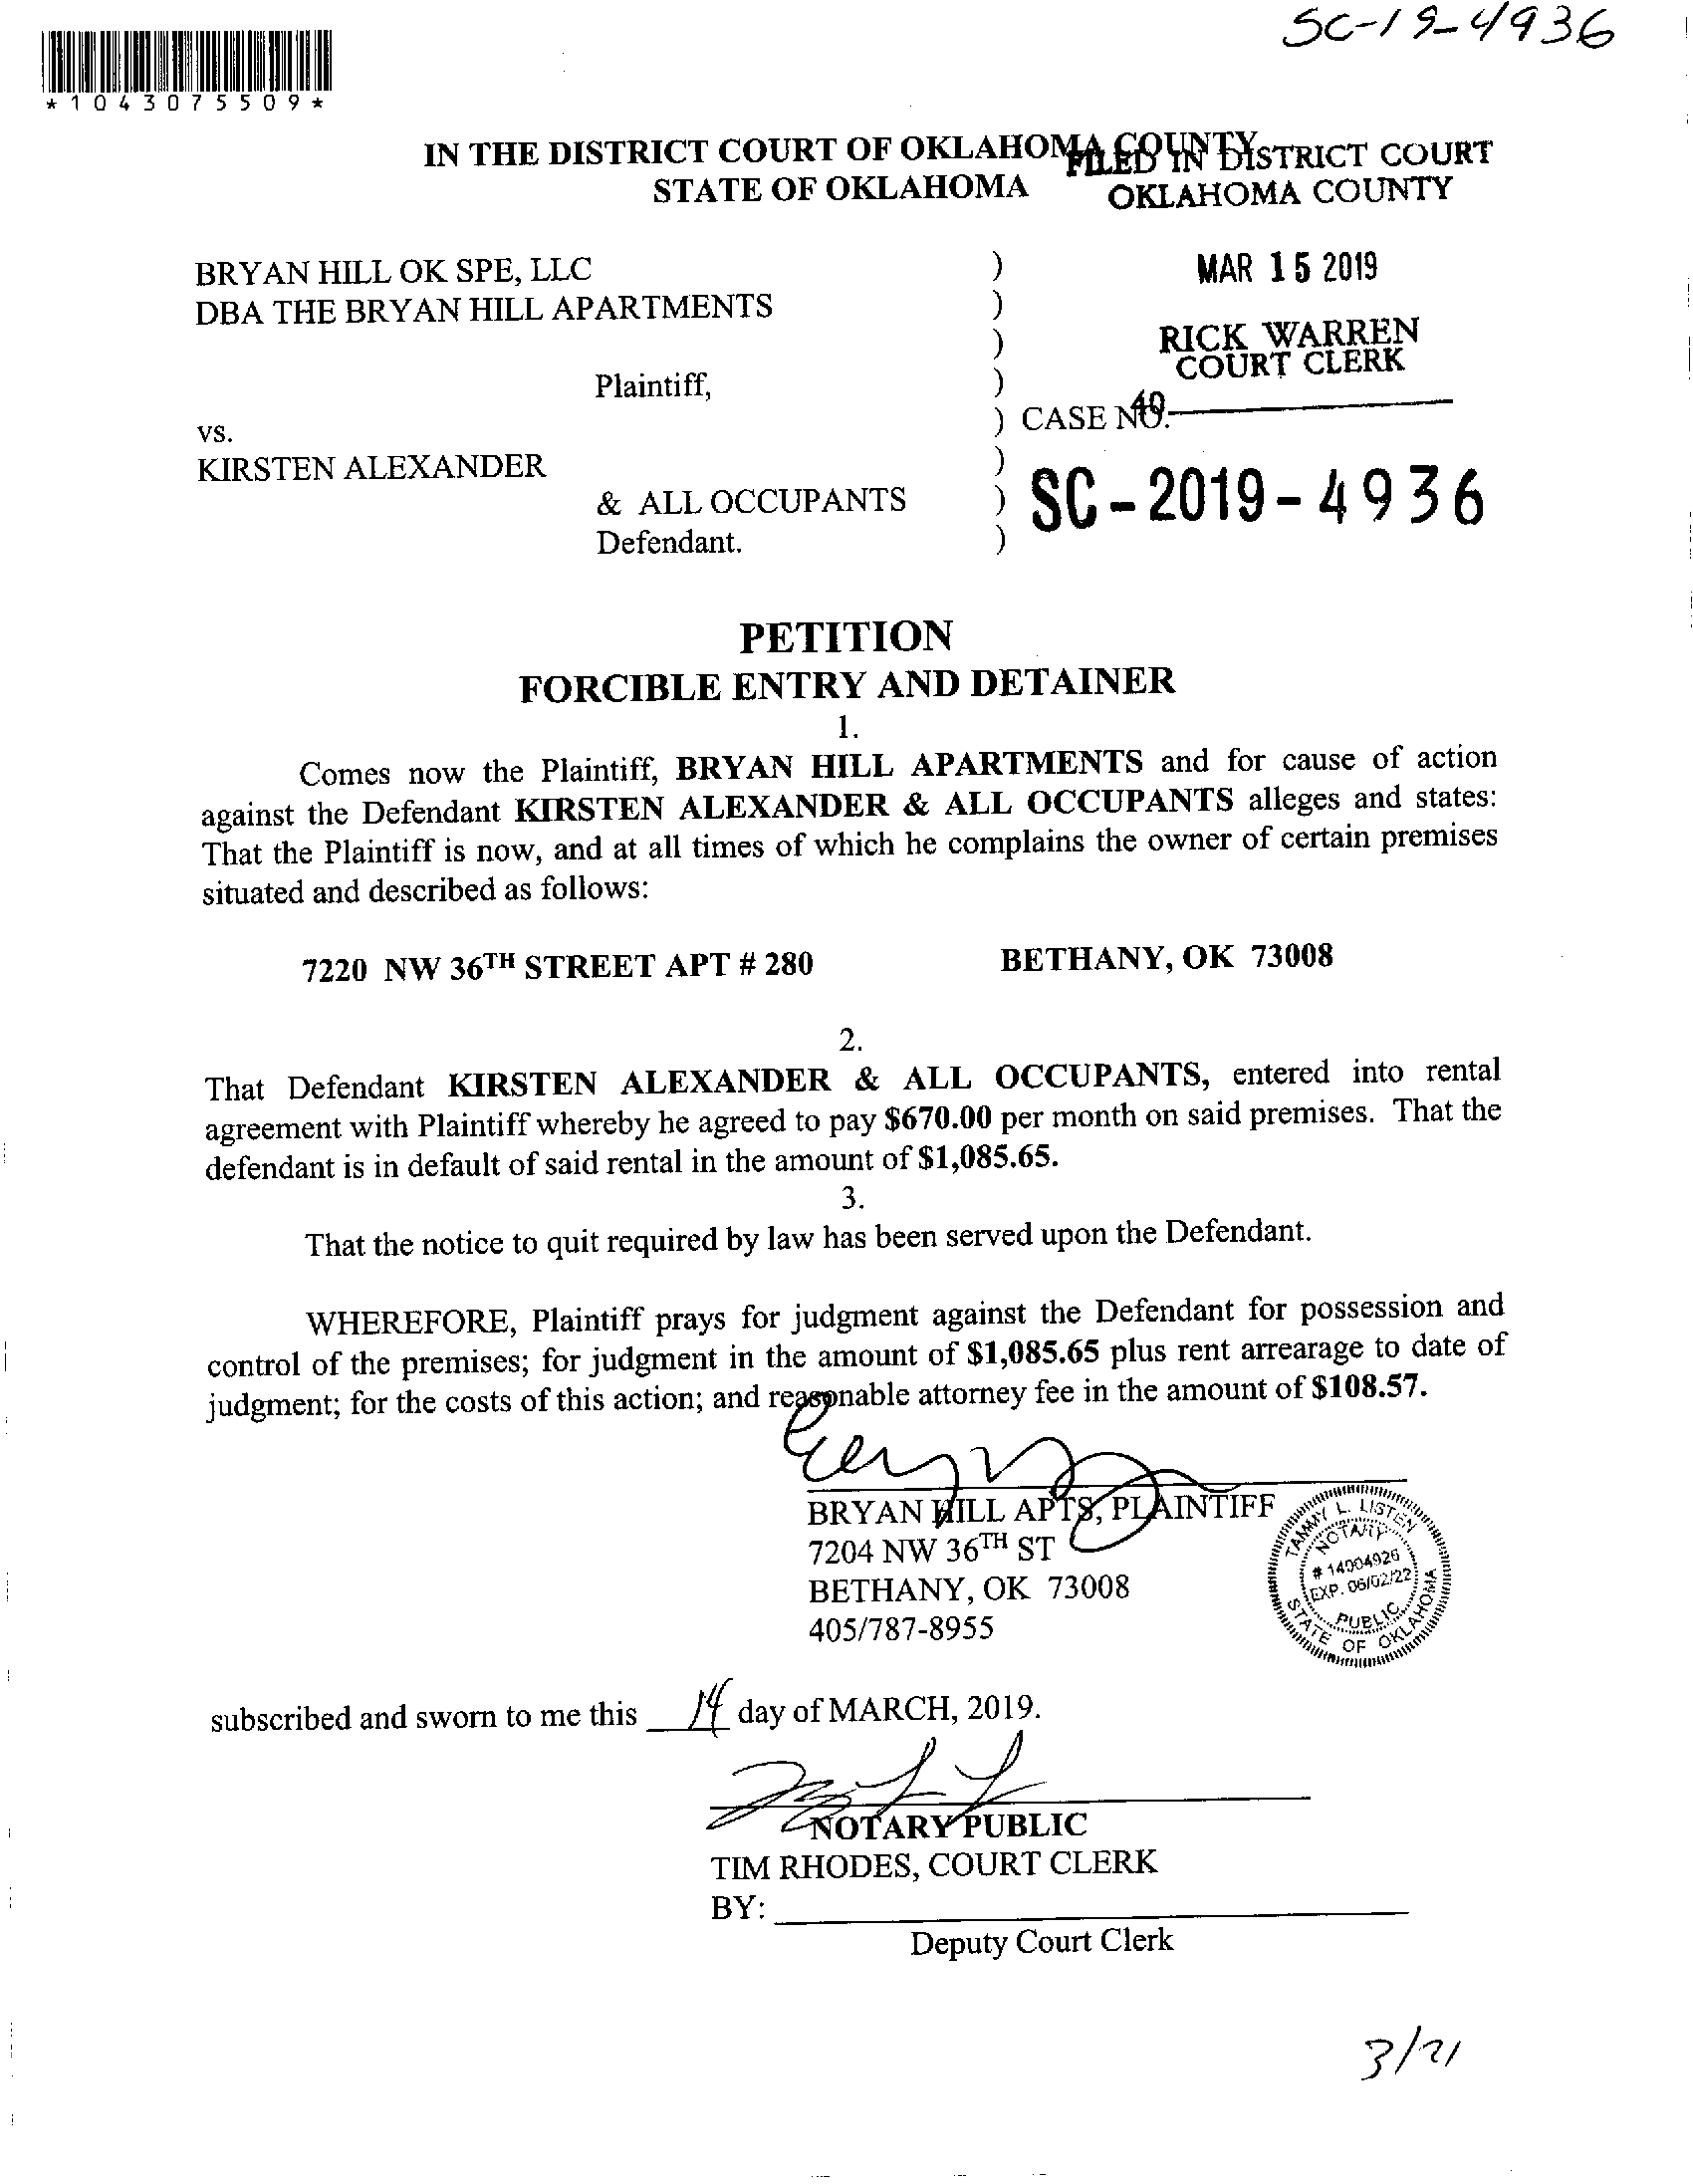 SC-19-4936
*1043075509*
IN THE DISTRICT COURT OF OKLAHOMA COUNTY
STATE OF OKLAHOMA
FILED IN DISTRICT COURT
OKLAHOMA COUNTY
MAR 15 2019
RICK WARREN
COURT CLERK
40
BRYAN HILL OK SPE, LLC )
DBA THE BRYAN HILL APARTMENTS )
)
Plaintiff, )
vs. ) CASE NO.
KIRSTEN ALEXANDER )
& ALL OCCUPANTS ) SC-2019-4936
Defendant. )
PETITION
FORCIBLE ENTRY AND DETAINER
1.
Comes now the Plaintiff, BRYAN HILL APARTMENTS and for cause of action
against the Defendant KIRSTEN ALEXANDER & ALL OCCUPANTS alleges and states:
That the Plaintiff is now, and at all times of which he complains the owner of certain premises
situated and described as follows:
7220 NW 36TH STREET APT # 280 BETHANY, OK 73008
2.
That Defendant KIRSTEN ALEXANDER & ALL OCCUPANTS, entered into rental
agreement with Plaintiff whereby he agreed to pay $670.00 per month on said premises. That the
defendant is in default of said rental in the amount of $1,085.65.
3.
That the notice to quit required by law has been served upon the Defendant.
WHEREFORE, Plaintiff prays for judgment against the Defendant for possession and
control of the premises; for judgment in the amount of $1,085.65 plus rent arrearage to date of
judgment; for the costs of this action; and reasonable attorney fee in the amount of $108.57.
BRYAN HILL APTS, PLAINTIFF
7204 NW 36TH ST
BETHANY, OK 73008
405/787-8955
TAMMY L. LISTEN
NOTARY
# 14004926
EXP. 06/02/22
PUBLIC
STATE OF OKLAHOMA
subscribed and sworn to me this 14 day of MARCH, 2019.
NOTARY PUBLIC
TIM RHODES, COURT CLERK
BY:
Deputy Court Clerk
3/21